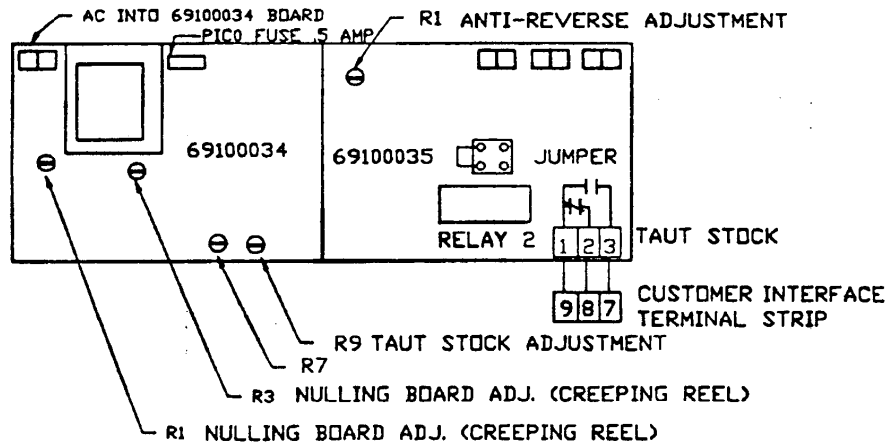 AC INTO 69100034 BOARD
R1 ANTI-REVERSE ADJUSTMENT
PICO FUSE .5 AMP
69100034
69100035
JUMPER
RELAY 2
1 2 3
TAUT STOCK
9 8 7
CUSTOMER INTERFACE
TERMINAL STRIP
R9 TAUT STOCK ADJUSTMENT
R7
R3 NULLING BOARD ADJ. (CREEPING REEL)
R1 NULLING BOARD ADJ. (CREEPING REEL)